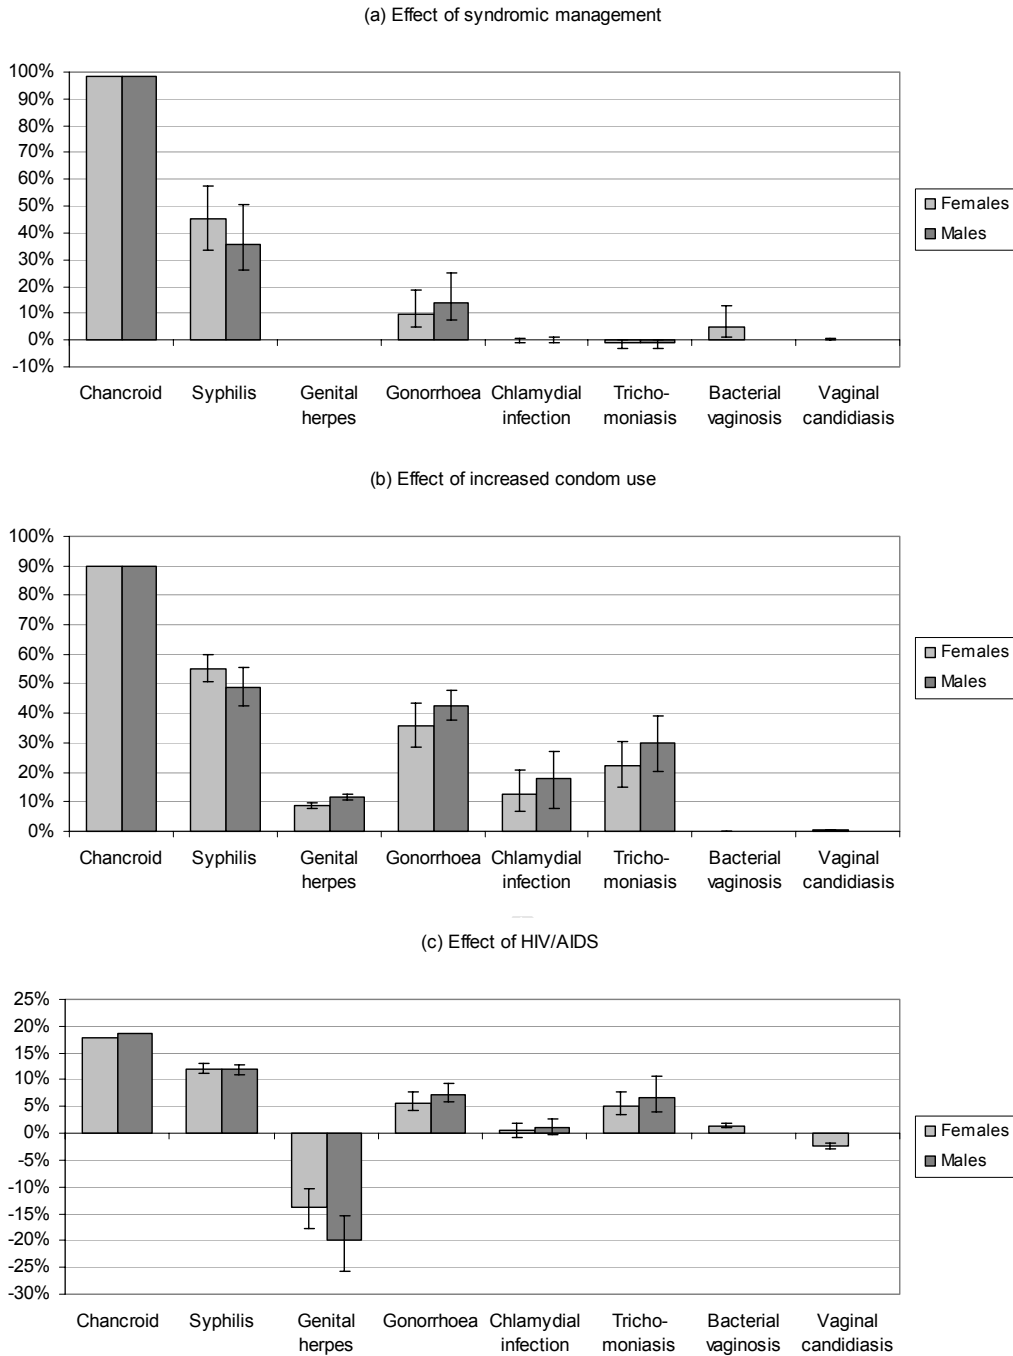 (a) Effect of syndromic management
100%
90%
80%
70%
60%
50%
40%
30%
20%
10%
0%
-10%
Females
Males
Chancroid Syphilis Genital Gonorrhoea Chlamydial Tricho- Bacterial Vaginal
herpes infection moniasis vaginosis candidiasis
(b) Effect of increased condom use
100%
90%
80%
70%
60%
50%
40%
30%
20%
10%
0%
Females
Males
Chancroid Syphilis Genital Gonorrhoea Chlamydial Tricho- Bacterial Vaginal
herpes infection moniasis vaginosis candidiasis
(c) Effect of HIV/AIDS
25%
20%
15%
10%
5%
0%
-5%
-10%
-15%
-20%
-25%
-30%
Females
Males
Chancroid Syphilis Genital Gonorrhoea Chlamydial Tricho- Bacterial Vaginal
herpes infection moniasis vaginosis candidiasis